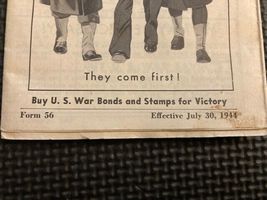 They come first!
Buy U. S. War Bonds and Stamps for Victory
Form 56 Effective July 30, 1944